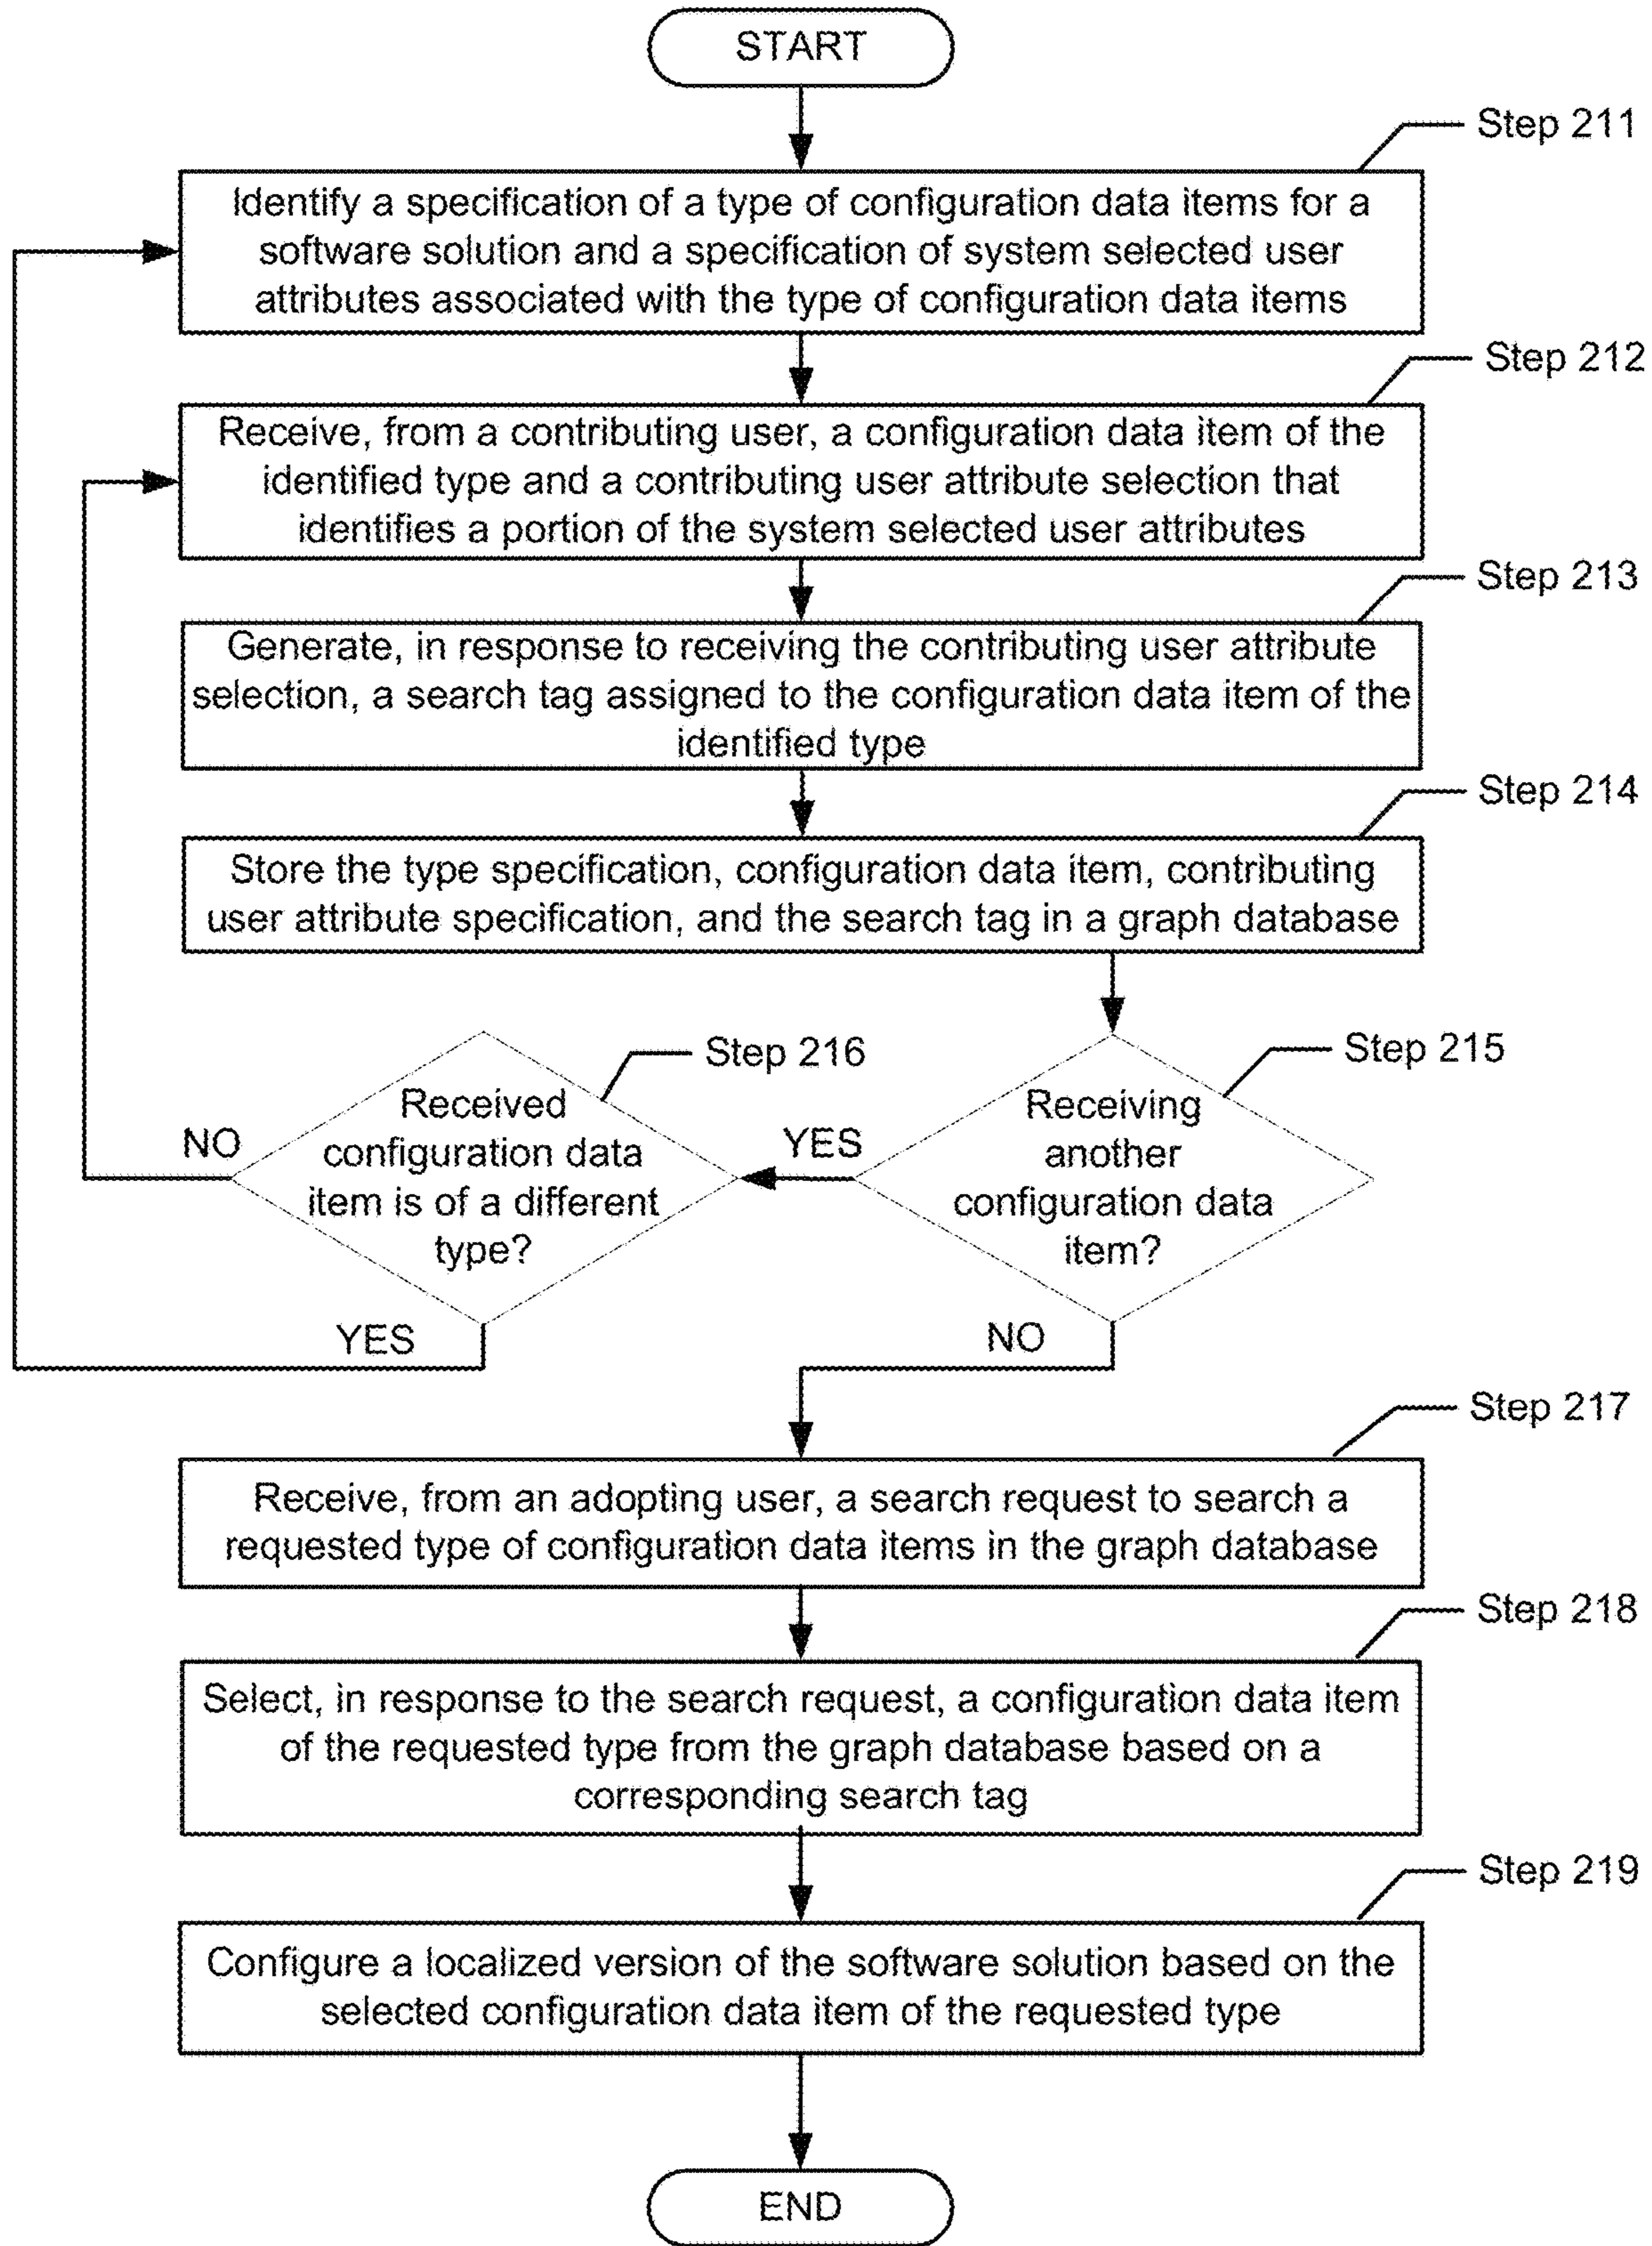 START
Step 211
Identify a specification of a type of configuration data items for a
software solution and a specification of system selected user
attributes associated with the type of configuration data items
Step 212
Receive, from a contributing user, a configuration data item of the
identified type and a contributing user attribute selection that
identifies a portion of the system selected user attributes
Step 213
Generate, in response to receiving the contributing user attribute
selection, a search tag assigned to the configuration data item of the
identified type
Step 214
Store the type specification, configuration data item, contributing
user attribute specification, and the search tag in a graph database
Step 216
Received
configuration data
item is of a different
type?
NO
YES
Step 215
Receiving
another
configuration data
item?
YES
NO
Step 217
Receive, from an adopting user, a search request to search a
requested type of configuration data items in the graph database
Step 218
Select, in response to the search request, a configuration data item
of the requested type from the graph database based on a
corresponding search tag
Step 219
Configure a localized version of the software solution based on the
selected configuration data item of the requested type
END